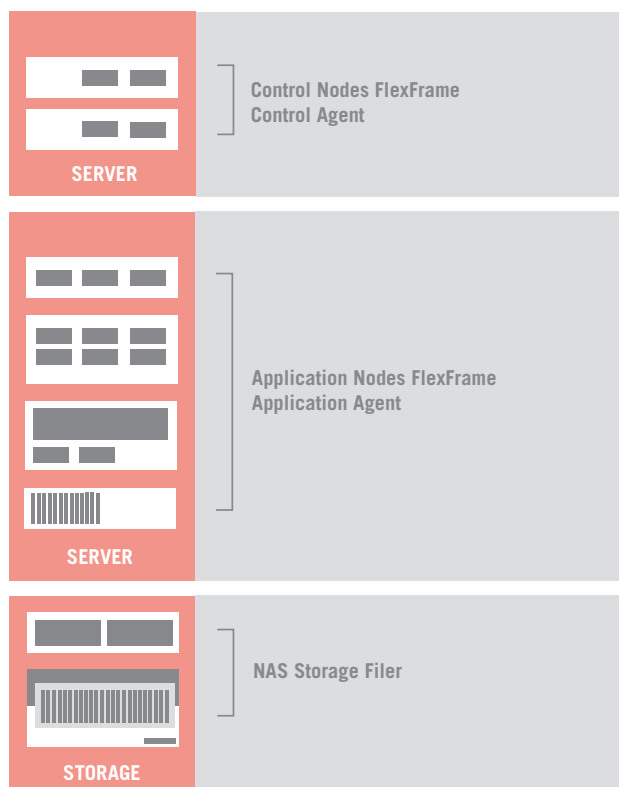 Control Nodes FlexFrame
Control Agent
SERVER
Application Nodes FlexFrame
Application Agent
SERVER
NAS Storage Filer
STORAGE